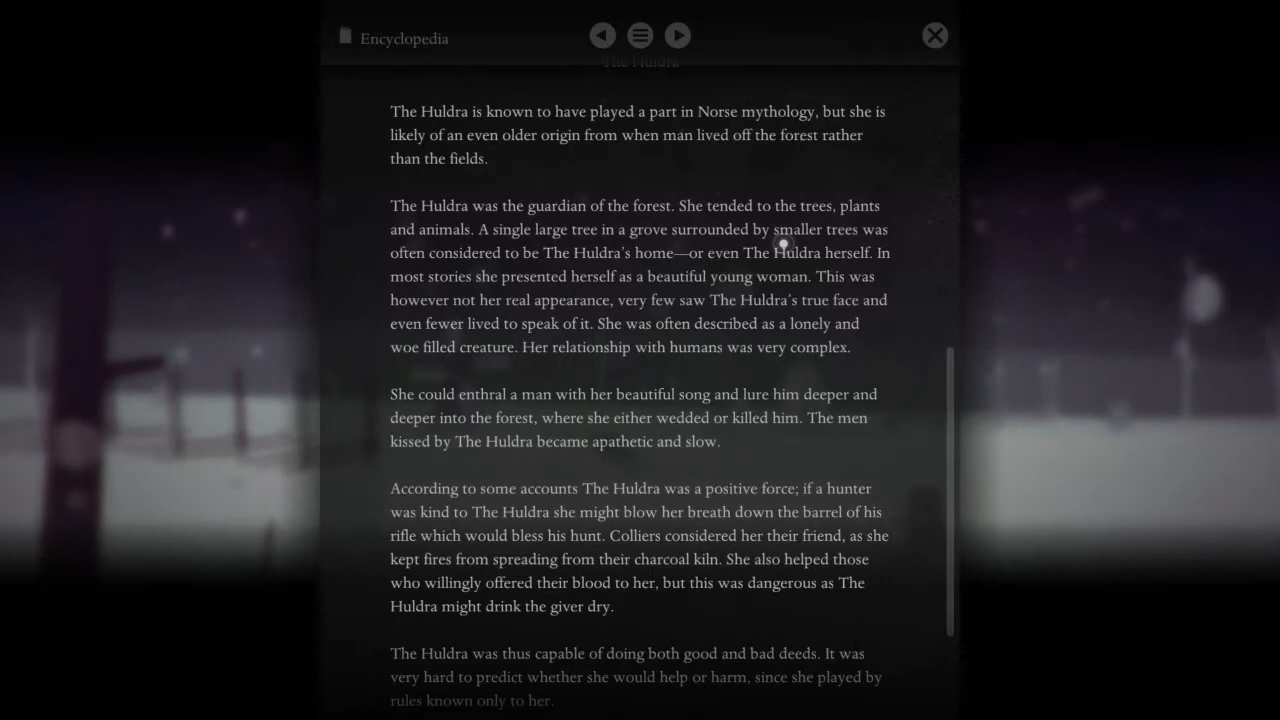 Encyclopedia
The Huldra
The Huldra is known to have played a part in Norse mythology, but she is
likely of an even older origin from when man lived off the forest rather
than the fields.
The Huldra was the guardian of the forest. She tended to the trees, plants
and animals. A single large tree in a grove surrounded by smaller trees was
often considered to be The Huldra's home—or even The Huldra herself. In
most stories she presented herself as a beautiful young woman. This was
however not her real appearance, very few saw The Huldra's true face and
even fewer lived to speak of it. She was often described as a lonely and
woe filled creature. Her relationship with humans was very complex.
She could enthral a man with her beautiful song and lure him deeper and
deeper into the forest, where she either wedded or killed him. The men
kissed by The Huldra became apathetic and slow.
According to some accounts The Huldra was a positive force; if a hunter
was kind to The Huldra she might blow her breath down the barrel of his
rifle which would bless his hunt. Colliers considered her their friend, as she
kept fires from spreading from their charcoal kiln. She also helped those
who willingly offered their blood to her, but this was dangerous as The
Huldra might drink the giver dry.
The Huldra was thus capable of doing both good and bad deeds. It was
very hard to predict whether she would help or harm, since she played by
rules known only to her.